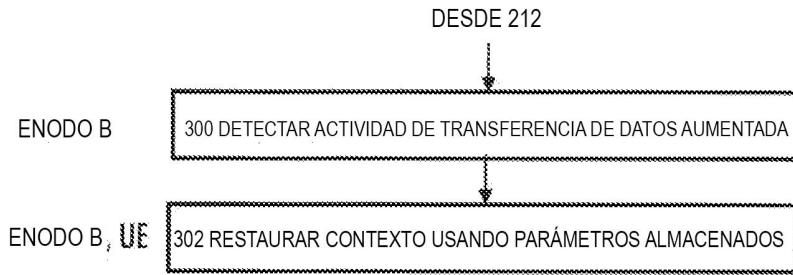 DESDE 212
ENODO B
300 DETECTAR ACTIVIDAD DE TRANSFERENCIA DE DATOS AUMENTADA
ENODO B, UE
302 RESTAURAR CONTEXTO USANDO PARÁMETROS ALMACENADOS